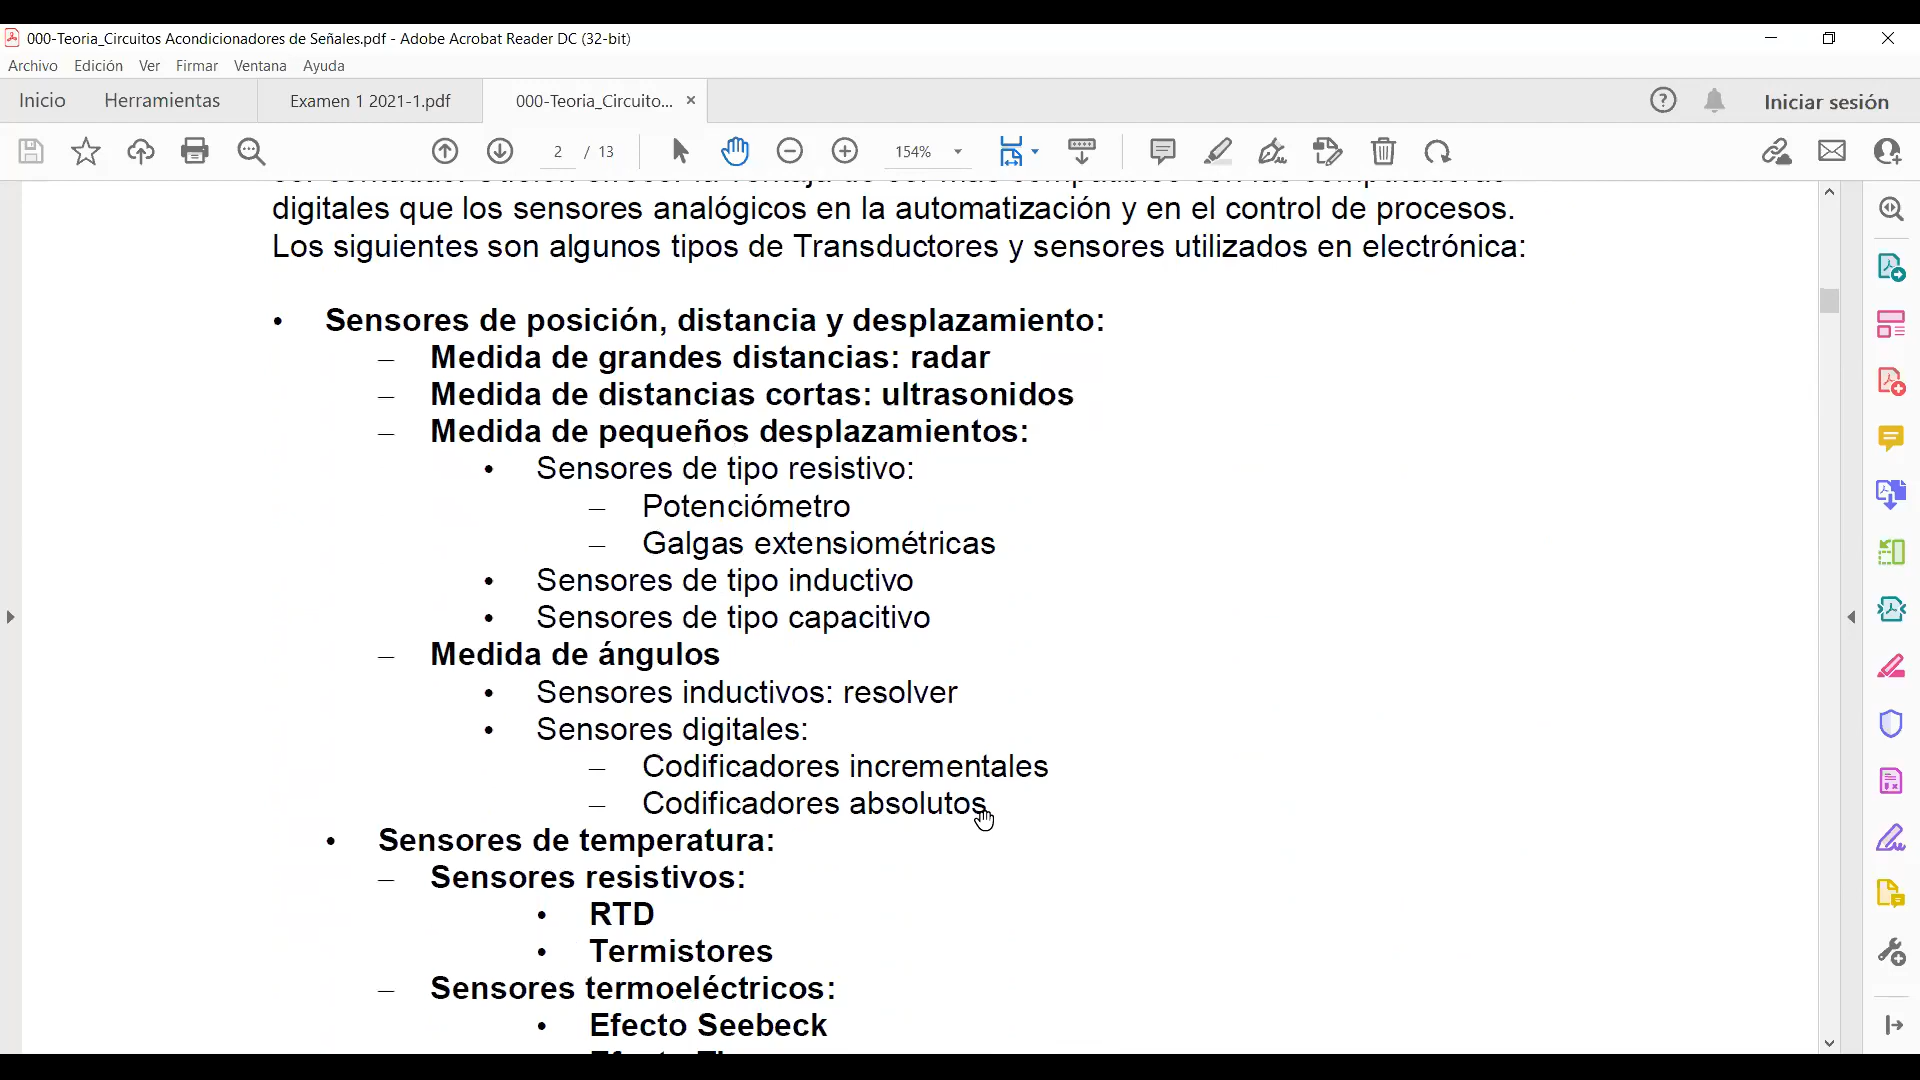 000-Teoria_Circuitos Acondicionadores de Señales.pdf - Adobe Acrobat Reader DC (32-bit)
Archivo Edición Ver Firmar Ventana Ayuda
Inicio Herramientas Examen 1 2021-1.pdf 000-Teoria_Circuito... × Iniciar sesión
2 / 13 154%
digitales que los sensores analógicos en la automatización y en el control de procesos.
Los siguientes son algunos tipos de Transductores y sensores utilizados en electrónica:
• Sensores de posición, distancia y desplazamiento:
– Medida de grandes distancias: radar
– Medida de distancias cortas: ultrasonidos
– Medida de pequeños desplazamientos:
• Sensores de tipo resistivo:
– Potenciómetro
– Galgas extensiométricas
• Sensores de tipo inductivo
• Sensores de tipo capacitivo
– Medida de ángulos
• Sensores inductivos: resolver
• Sensores digitales:
– Codificadores incrementales
– Codificadores absolutos
• Sensores de temperatura:
– Sensores resistivos:
• RTD
• Termistores
– Sensores termoeléctricos:
• Efecto Seebeck